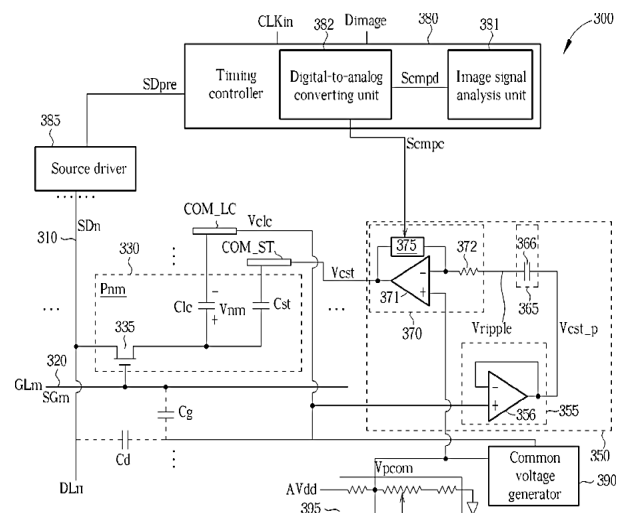 CLKin
Dimage
300
382
380
381
Timing
controller
Digital-to-analog
converting unit
Scmpd
Image signal
analysis unit
SDpre
385
Source driver
Scmpc
310
SDn
COM_LC
Vclc
COM_ST
330
Pnm
Vcst
375
372
366
371
370
365
Clc
Vnm
Cst
Vripple
Vcst_p
335
320
GLm
SGm
356
355
Cg
Cd
350
DLn
Vpcom
Common
voltage
generator
390
AVdd
395